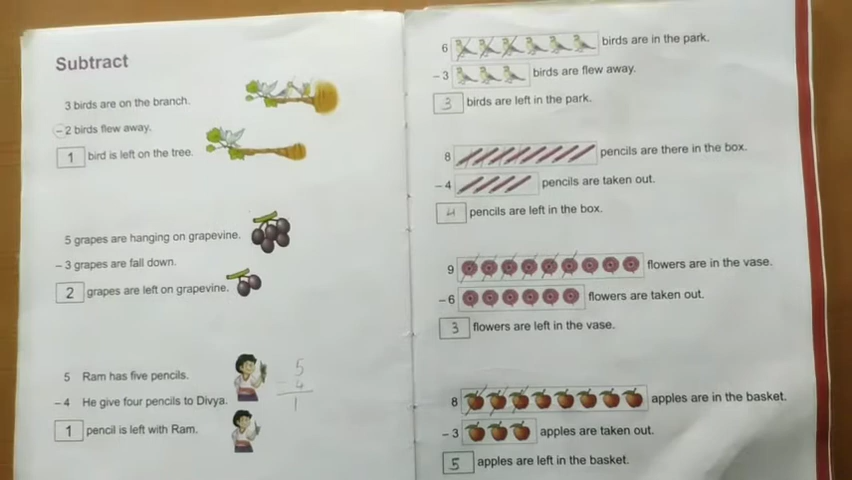 Subtract
3 birds are on the branch.
– 2 birds flew away.
1 bird is left on the tree.
5 grapes are hanging on grapevine.
– 3 grapes are fall down.
2 grapes are left on grapevine.
5 Ram has five pencils.
– 4 He give four pencils to Divya.
1 pencil is left with Ram.
5
- 4
1
6 birds are in the park.
– 3 birds are flew away.
3 birds are left in the park.
8 pencils are there in the box.
– 4 pencils are taken out.
4 pencils are left in the box.
9 flowers are in the vase.
– 6 flowers are taken out.
3 flowers are left in the vase.
8 apples are in the basket.
– 3 apples are taken out.
5 apples are left in the basket.